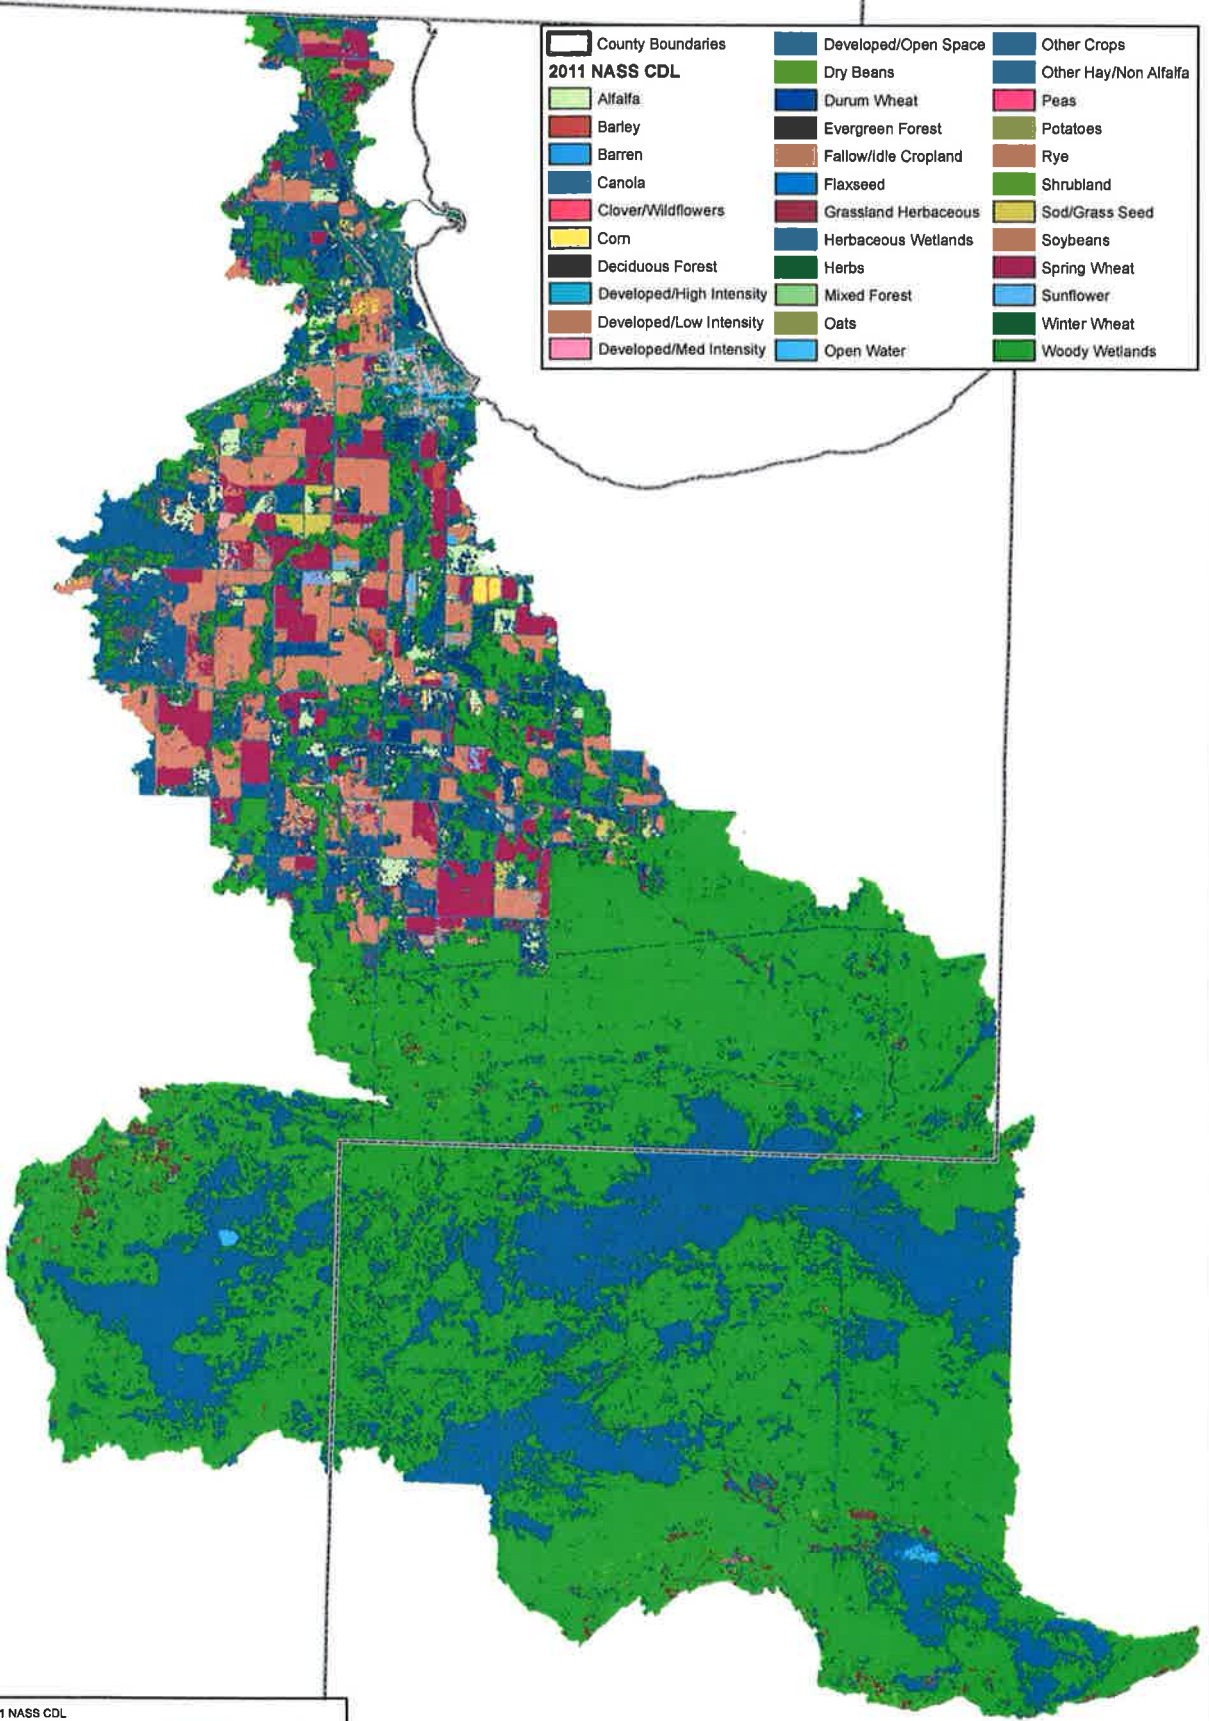 County Boundaries
2011 NASS CDL
Alfalfa
Barley
Barren
Canola
Clover/Wildflowers
Corn
Deciduous Forest
Developed/High Intensity
Developed/Low Intensity
Developed/Med Intensity
Developed/Open Space
Dry Beans
Durum Wheat
Evergreen Forest
Fallow/Idle Cropland
Flaxseed
Grassland Herbaceous
Herbaceous Wetlands
Herbs
Mixed Forest
Oats
Open Water
Other Crops
Other Hay/Non Alfalfa
Peas
Potatoes
Rye
Shrubland
Sod/Grass Seed
Soybeans
Spring Wheat
Sunflower
Winter Wheat
Woody Wetlands
1 NASS CDL